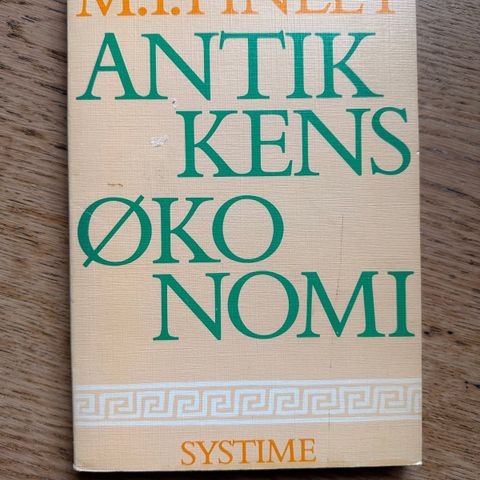 M.I. FINLEY
ANTIK
KENS
ØKO
NOMI
SYSTIME